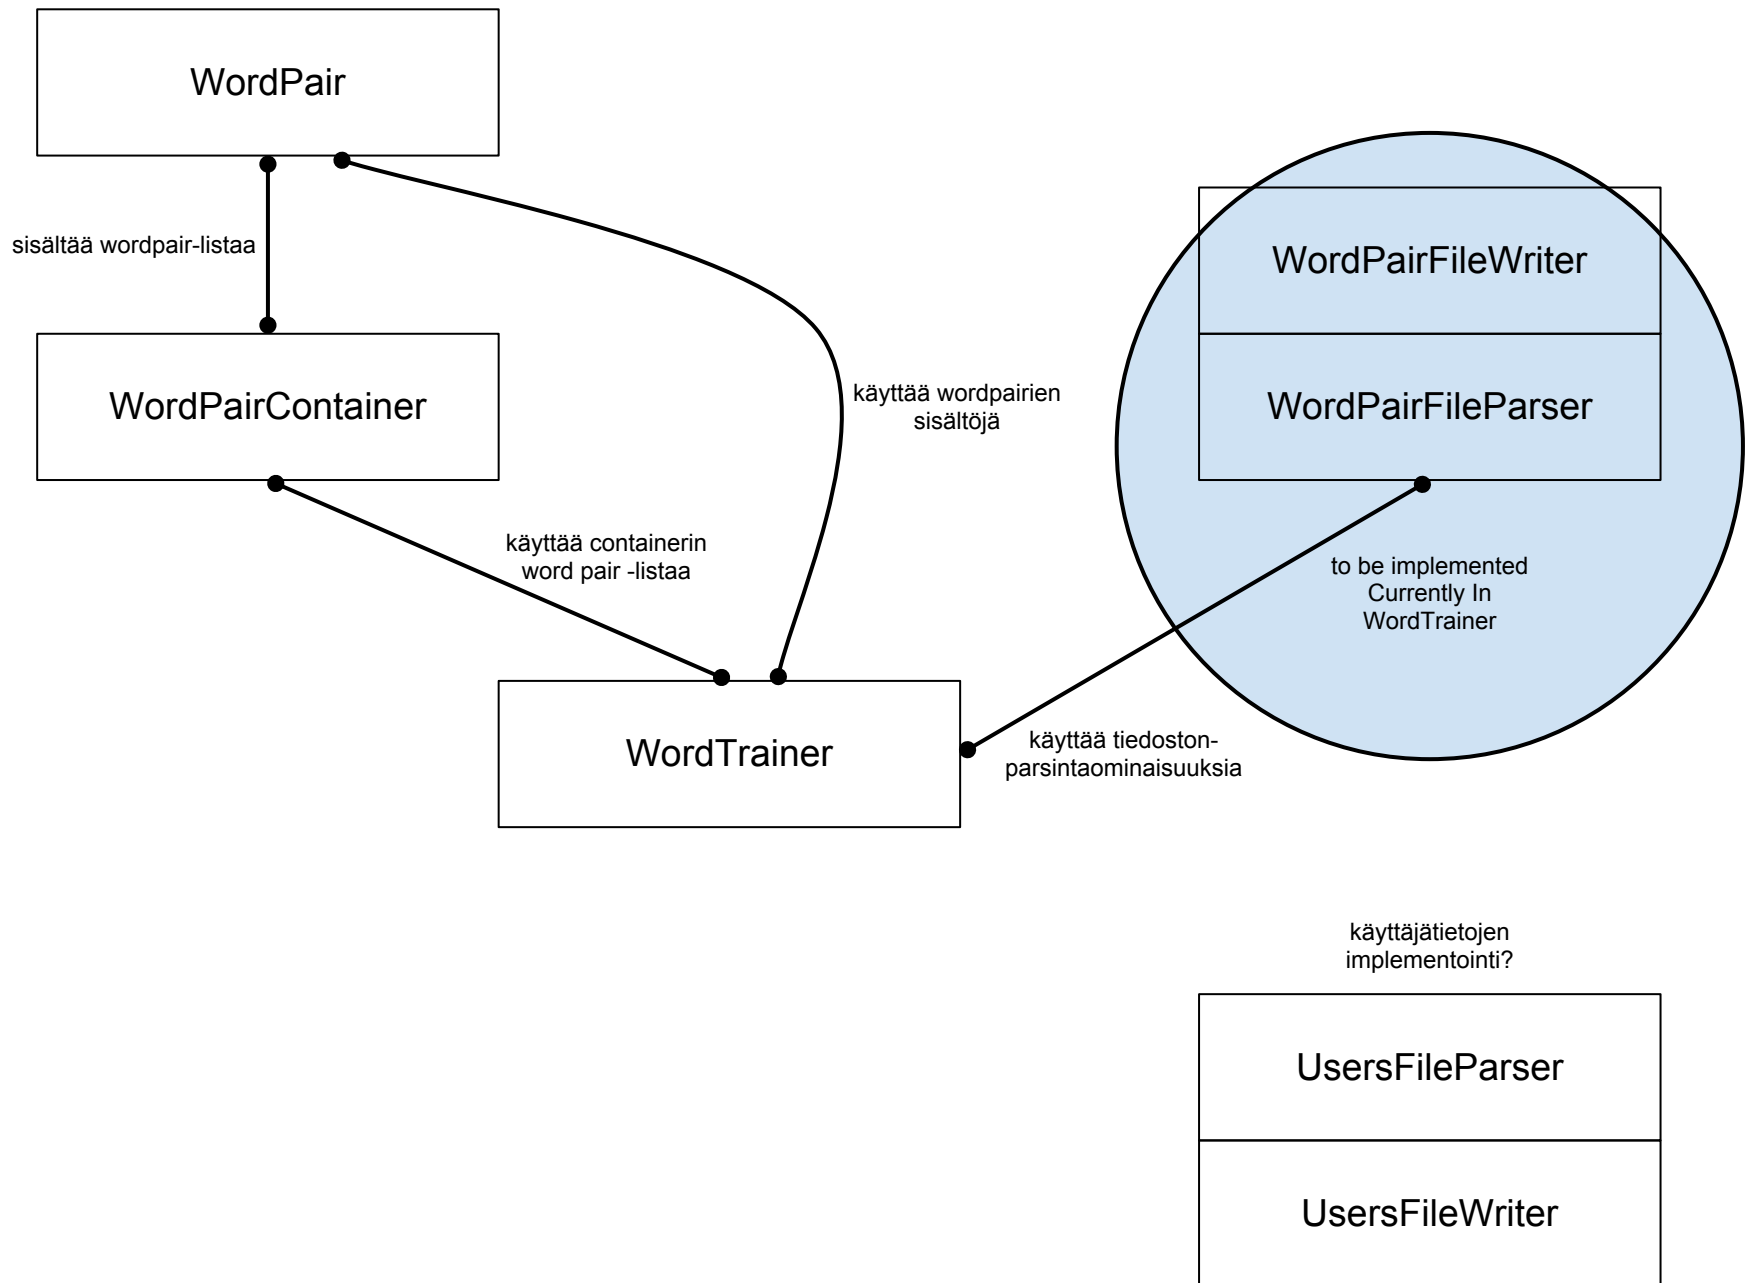 WordPair
sisältää wordpair-listaa
WordPairContainer
käyttää containerin
word pair -listaa
käyttää wordpairien
sisältöjä
WordTrainer
WordPairFileWriter
WordPairFileParser
to be implemented
Currently In
WordTrainer
käyttää tiedoston-
parsintaominaisuuksia
käyttäjätietojen
implementointi?
UsersFileParser
UsersFileWriter